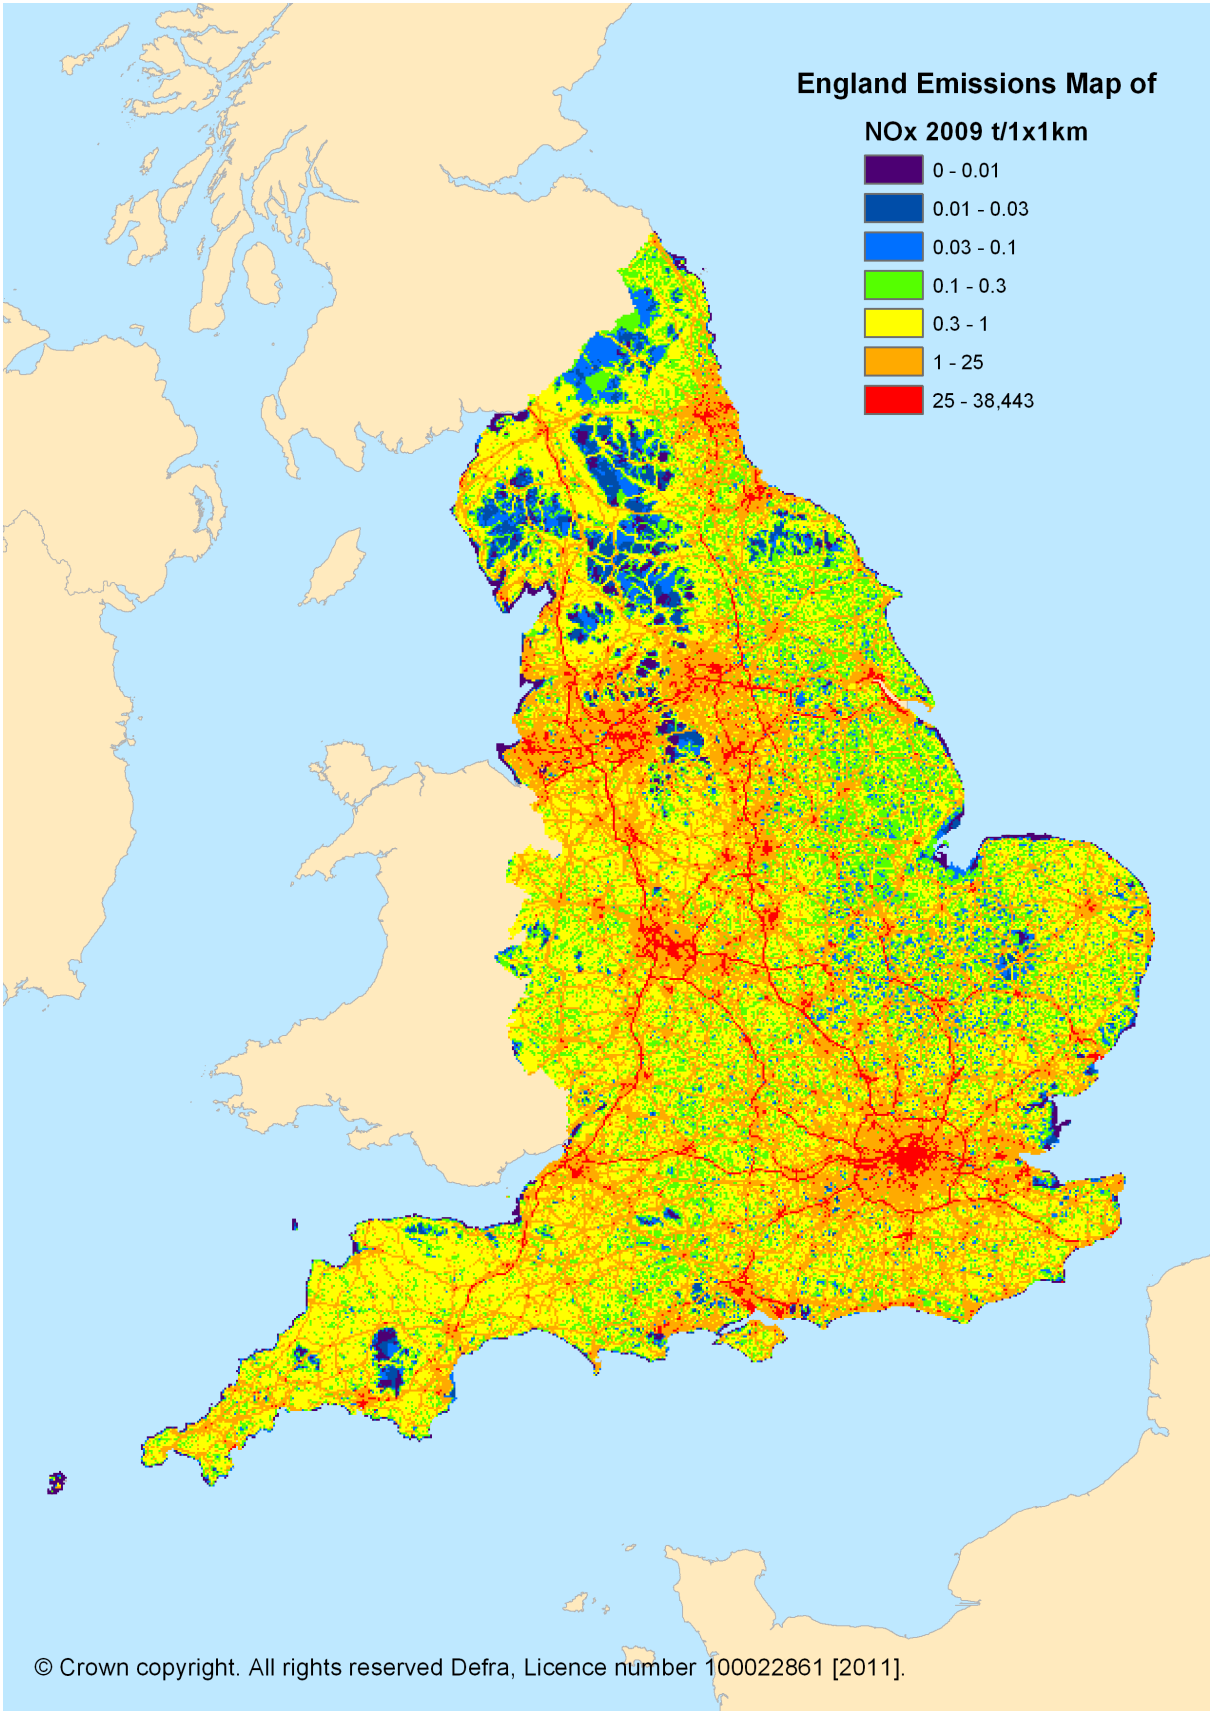 England Emissions Map of
NOx 2009 t/1x1km
0 - 0.01
0.01 - 0.03
0.03 - 0.1
0.1 - 0.3
0.3 - 1
1 - 25
25 - 38,443
© Crown copyright. All rights reserved Defra, Licence number 100022861 [2011].